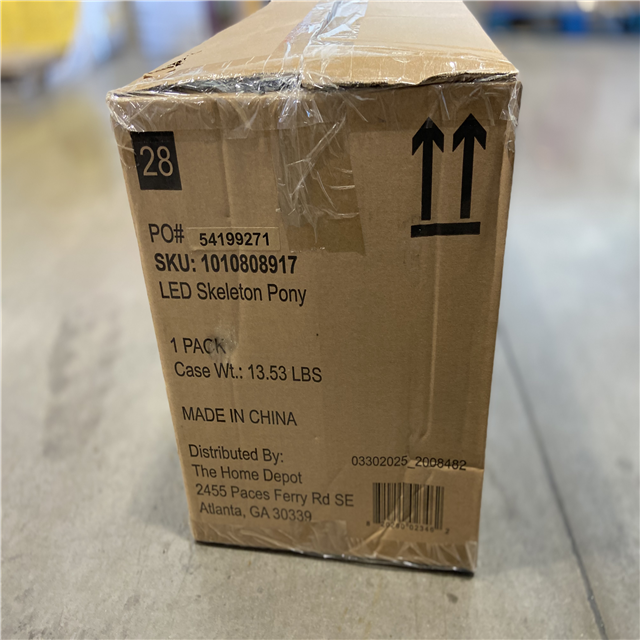 28
PO# 54199271
SKU: 1010808917
LED Skeleton Pony
1 PACK
Case Wt.: 13.53 LBS
MADE IN CHINA
Distributed By:
The Home Depot
2455 Paces Ferry Rd SE
Atlanta, GA 30339
03302025_2008482